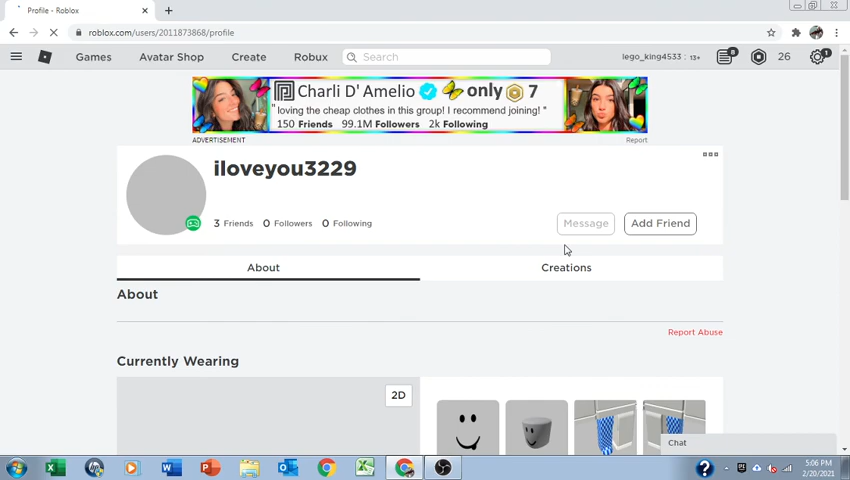 Profile - Roblox
roblox.com/users/2011873868/profile
Games Avatar Shop Create Robux Search lego_king4533 : 13+ 8 26 1
Charli D' Amelio only 7
"loving the cheap clothes in this group! I recommend joining! "
150 Friends 99.1M Followers 2k Following
ADVERTISEMENT Report
iloveyou3229
3 Friends 0 Followers 0 Following Message Add Friend
About Creations
About
Report Abuse
Currently Wearing
2D
Chat
5:06 PM
2/20/2021